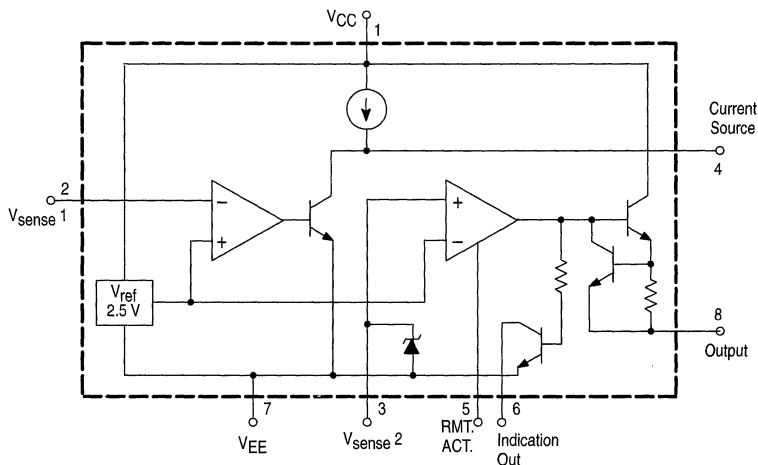 VCC
1
Current
Source
4
2
Vsense 1
−
+
+
−
Vref
2.5 V
8
Output
7
3
5
6
VEE
Vsense 2
RMT.
ACT.
Indication
Out